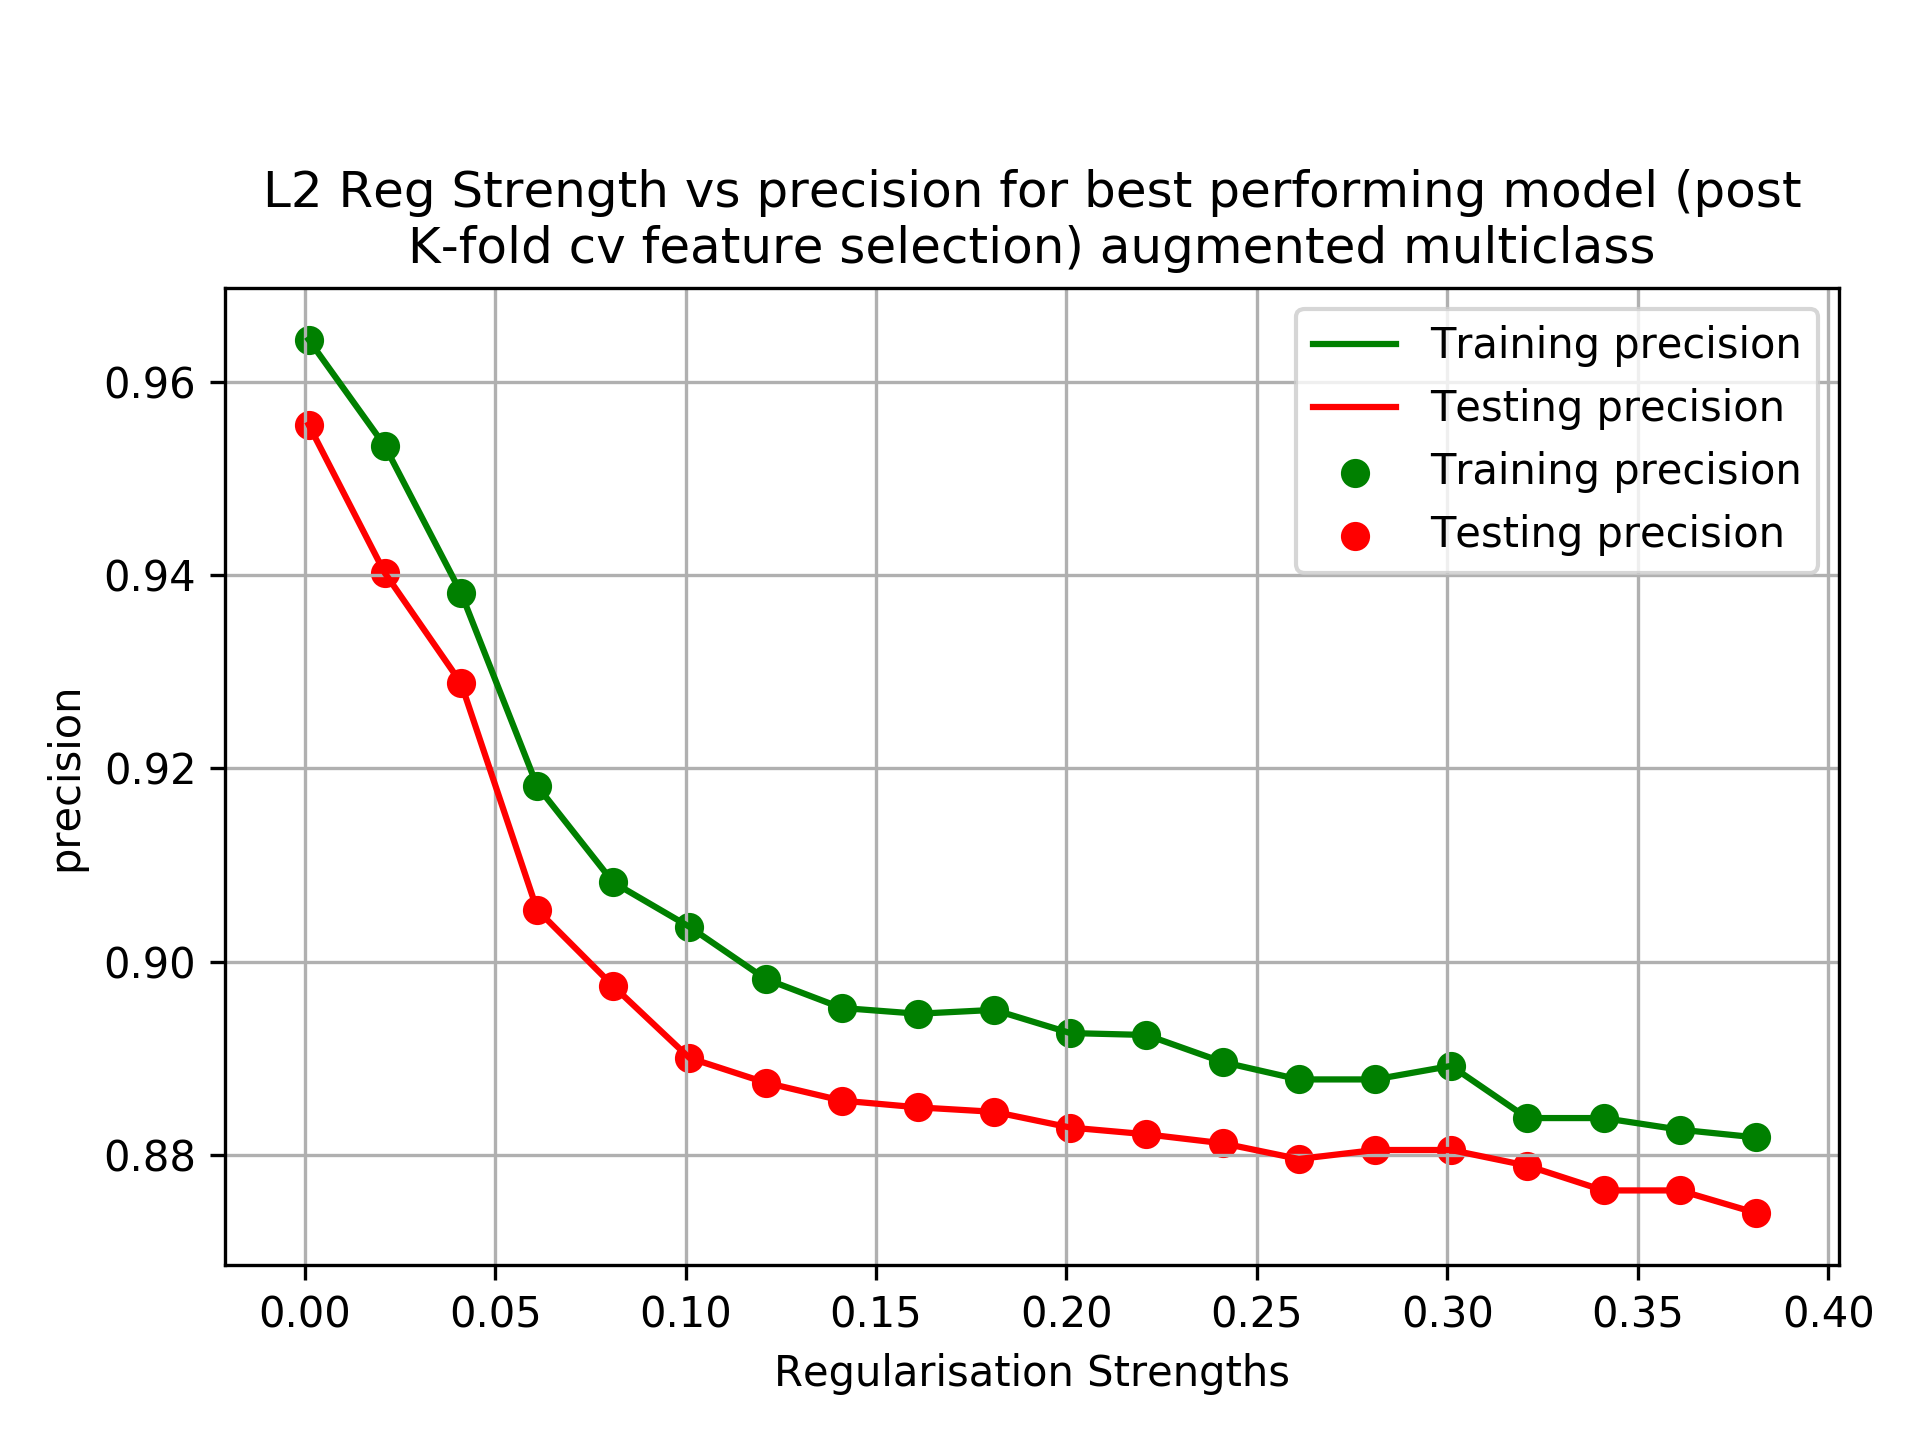 L2 Reg Strength vs precision for best performing model (post
K-fold cv feature selection) augmented multiclass
Training precision
Testing precision
Training precision
Testing precision
precision
0.96
0.94
0.92
0.90
0.88
0.00 0.05 0.10 0.15 0.20 0.25 0.30 0.35 0.40
Regularisation Strengths